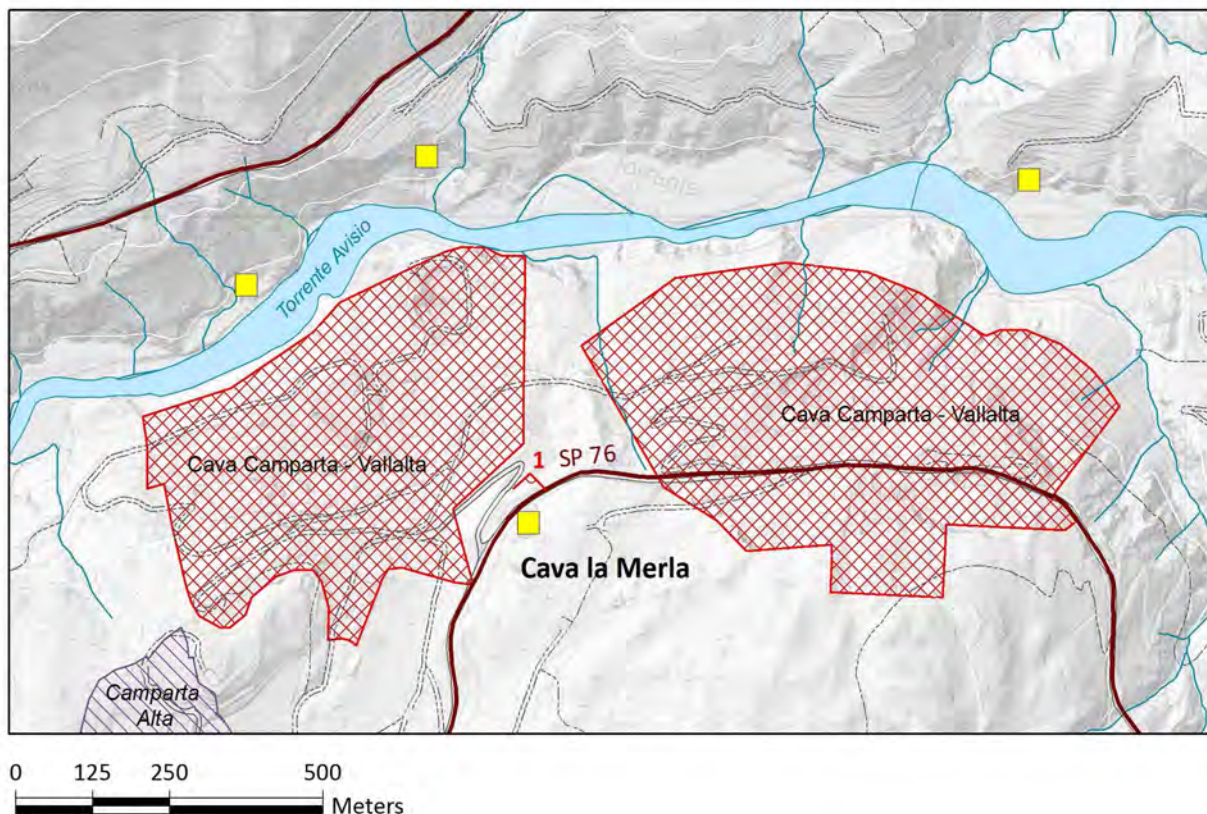 Torrente Avisio
Cava Camparta - Vallalta
Cava Camparta - Vallalta
1
SP 76
Cava la Merla
Camparta
Alta
0 125 250 500
Meters